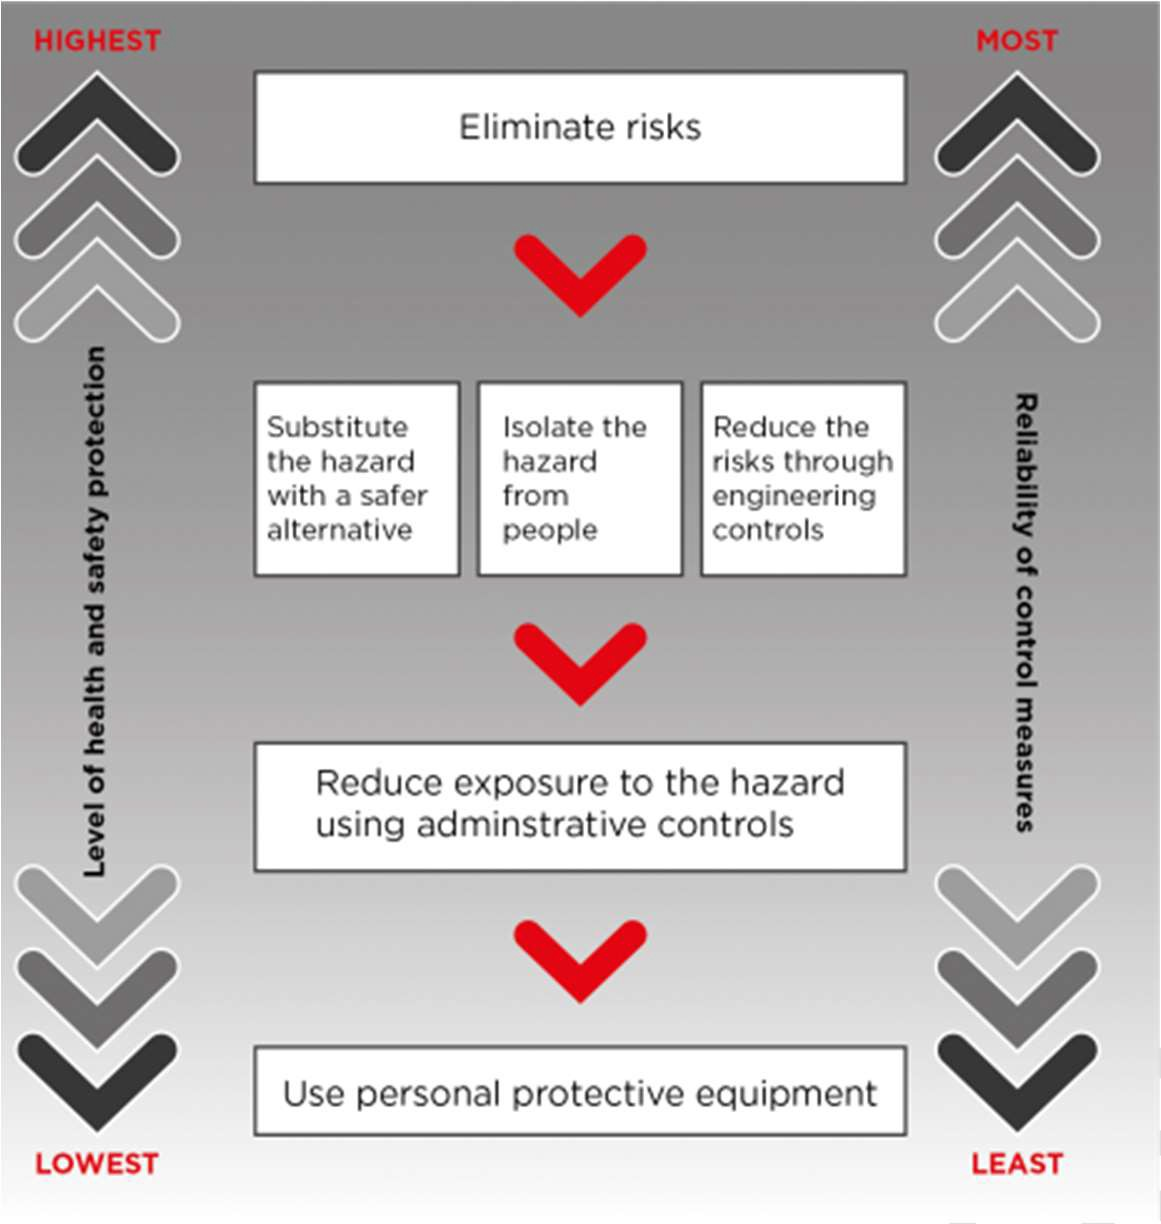 HIGHEST
MOST
Eliminate risks
Substitute
the hazard
with a safer
alternative
Isolate the
hazard
from
people
Reduce the
risks through
engineering
controls
Level of health and safety protection
Reliability of control measures
Reduce exposure to the hazard
using adminstrative controls
Use personal protective equipment
LOWEST
LEAST